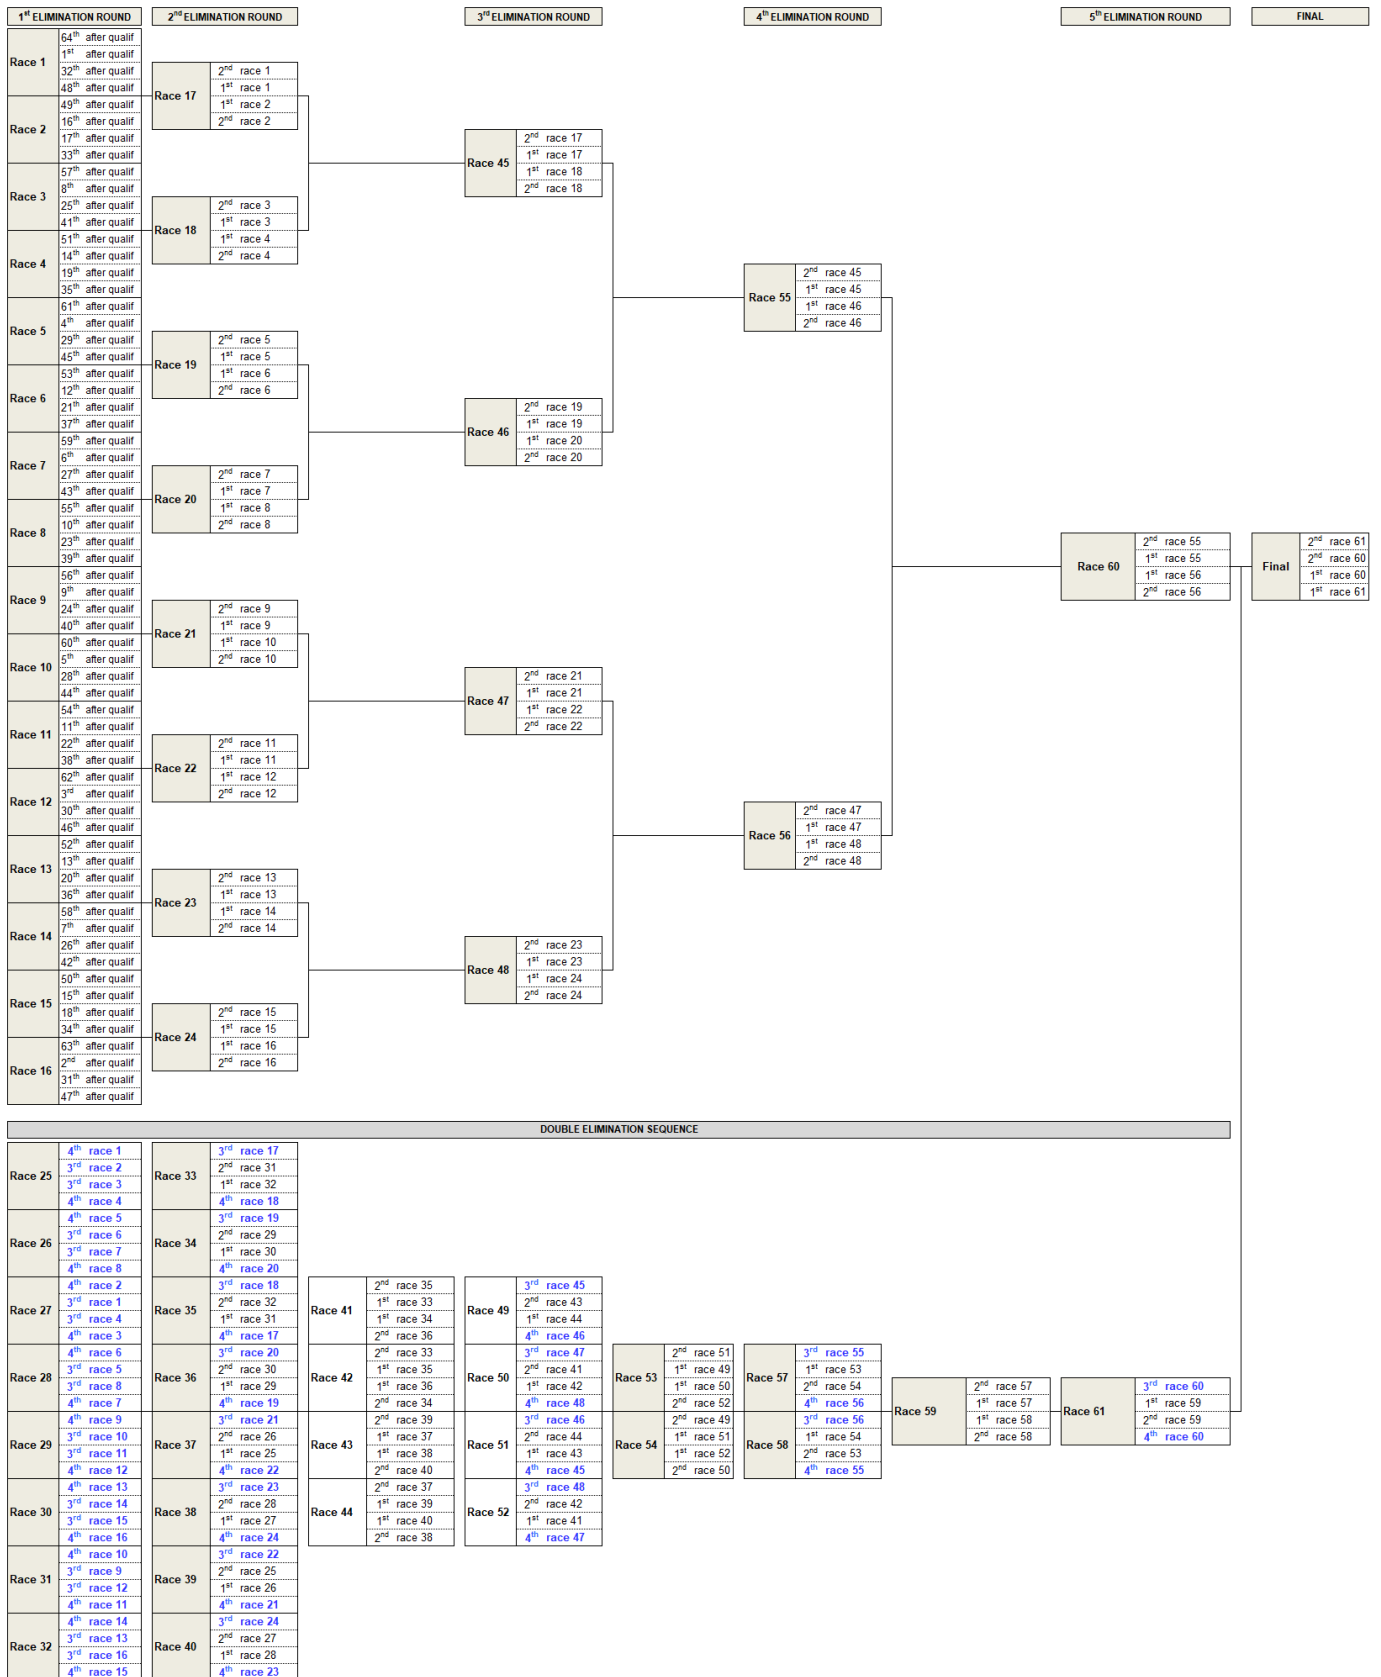 1st ELIMINATION ROUND
2nd ELIMINATION ROUND
3rd ELIMINATION ROUND
4th ELIMINATION ROUND
5th ELIMINATION ROUND
FINAL
Race 1
64th after qualif
1st after qualif
32th after qualif
48th after qualif
Race 2
49th after qualif
16th after qualif
17th after qualif
33th after qualif
Race 3
57th after qualif
8th after qualif
25th after qualif
41th after qualif
Race 4
51th after qualif
14th after qualif
19th after qualif
35th after qualif
Race 5
61th after qualif
4th after qualif
29th after qualif
45th after qualif
Race 6
53th after qualif
12th after qualif
21th after qualif
37th after qualif
Race 7
59th after qualif
6th after qualif
27th after qualif
43th after qualif
Race 8
55th after qualif
10th after qualif
23th after qualif
39th after qualif
Race 9
56th after qualif
9th after qualif
24th after qualif
40th after qualif
Race 10
60th after qualif
5th after qualif
28th after qualif
44th after qualif
Race 11
54th after qualif
11th after qualif
22th after qualif
38th after qualif
Race 12
62th after qualif
3rd after qualif
30th after qualif
46th after qualif
Race 13
52th after qualif
13th after qualif
20th after qualif
36th after qualif
Race 14
58th after qualif
7th after qualif
26th after qualif
42th after qualif
Race 15
50th after qualif
15th after qualif
18th after qualif
34th after qualif
Race 16
63th after qualif
2nd after qualif
31th after qualif
47th after qualif
Race 17
2nd race 1
1st race 1
1st race 2
2nd race 2
Race 18
2nd race 3
1st race 3
1st race 4
2nd race 4
Race 19
2nd race 5
1st race 5
1st race 6
2nd race 6
Race 20
2nd race 7
1st race 7
1st race 8
2nd race 8
Race 21
2nd race 9
1st race 9
1st race 10
2nd race 10
Race 22
2nd race 11
1st race 11
1st race 12
2nd race 12
Race 23
2nd race 13
1st race 13
1st race 14
2nd race 14
Race 24
2nd race 15
1st race 15
1st race 16
2nd race 16
Race 45
2nd race 17
1st race 17
1st race 18
2nd race 18
Race 46
2nd race 19
1st race 19
1st race 20
2nd race 20
Race 47
2nd race 21
1st race 21
1st race 22
2nd race 22
Race 48
2nd race 23
1st race 23
1st race 24
2nd race 24
Race 55
2nd race 45
1st race 45
1st race 46
2nd race 46
Race 56
2nd race 47
1st race 47
1st race 48
2nd race 48
Race 60
2nd race 55
1st race 55
1st race 56
2nd race 56
Final
2nd race 61
2nd race 60
1st race 60
1st race 61
DOUBLE ELIMINATION SEQUENCE
Race 25
4th race 1
3rd race 2
3rd race 3
4th race 4
Race 26
4th race 5
3rd race 6
3rd race 7
4th race 8
Race 27
4th race 2
3rd race 1
3rd race 4
4th race 3
Race 28
4th race 6
3rd race 5
3rd race 8
4th race 7
Race 29
4th race 9
3rd race 10
3rd race 11
4th race 12
Race 30
4th race 13
3rd race 14
3rd race 15
4th race 16
Race 31
4th race 10
3rd race 9
3rd race 12
4th race 11
Race 32
4th race 14
3rd race 13
3rd race 16
4th race 15
Race 33
3rd race 17
2nd race 31
1st race 32
4th race 18
Race 34
3rd race 19
2nd race 29
1st race 30
4th race 20
Race 35
3rd race 18
2nd race 32
1st race 31
4th race 17
Race 36
3rd race 20
2nd race 30
1st race 29
4th race 19
Race 37
3rd race 21
2nd race 26
1st race 25
4th race 22
Race 38
3rd race 23
2nd race 28
1st race 27
4th race 24
Race 39
3rd race 22
2nd race 25
1st race 26
4th race 21
Race 40
3rd race 24
2nd race 27
1st race 28
4th race 23
Race 41
2nd race 35
1st race 33
1st race 34
2nd race 36
Race 42
2nd race 33
1st race 35
1st race 36
2nd race 34
Race 43
2nd race 39
1st race 37
1st race 38
2nd race 40
Race 44
2nd race 37
1st race 39
1st race 40
2nd race 38
Race 49
3rd race 45
2nd race 43
1st race 44
4th race 46
Race 50
3rd race 47
2nd race 41
1st race 42
4th race 48
Race 51
3rd race 46
2nd race 44
1st race 43
4th race 45
Race 52
3rd race 48
2nd race 42
1st race 41
4th race 47
Race 53
2nd race 51
1st race 49
1st race 50
2nd race 52
Race 54
2nd race 49
1st race 51
1st race 52
2nd race 50
Race 57
3rd race 55
1st race 53
2nd race 54
4th race 56
Race 58
3rd race 56
1st race 54
2nd race 53
4th race 55
Race 59
2nd race 57
1st race 57
1st race 58
2nd race 58
Race 61
3rd race 60
1st race 59
2nd race 59
4th race 60